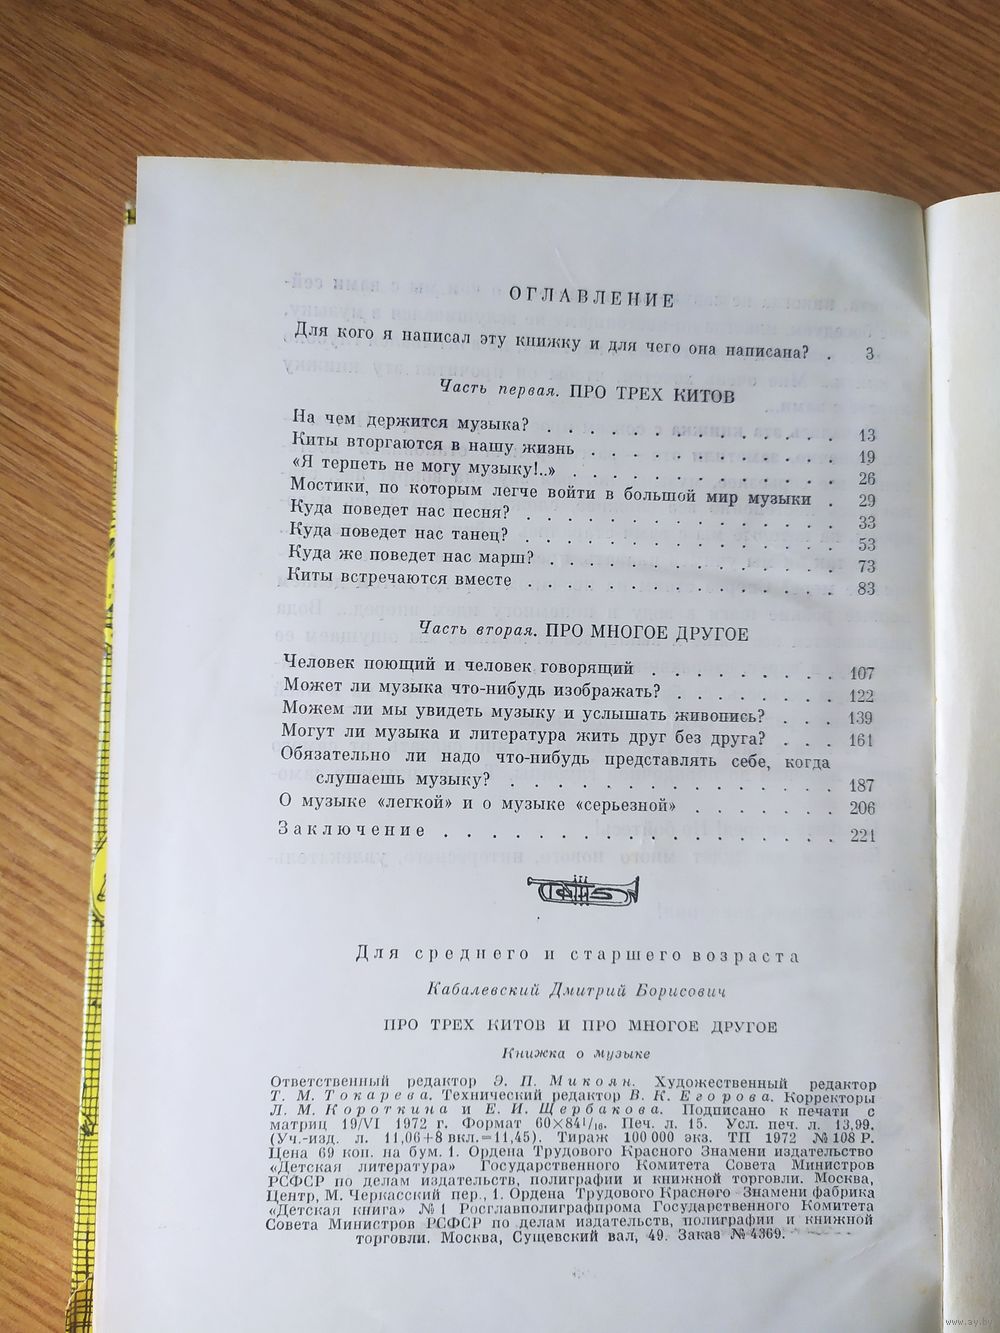 ОГЛАВЛЕНИЕ
Для кого я написал эту книжку и для чего она написана? . 3
Часть первая. ПРО ТРЕХ КИТОВ
На чем держится музыка? . . . . . . . . . . . . 13
Киты вторгаются в нашу жизнь . . . . . . . . . . . 19
«Я терпеть не могу музыку!..» . . . . . . . . . . . . 26
Мостики, по которым легче войти в большой мир музыки . 29
Куда поведет нас песня? . . . . . . . . . . . . . . 33
Куда поведет нас танец? . . . . . . . . . . . . . . 53
Куда же поведет нас марш? . . . . . . . . . . . . . 73
Киты встречаются вместе . . . . . . . . . . . . . . 83
Часть вторая. ПРО МНОГОЕ ДРУГОЕ
Человек поющий и человек говорящий . . . . . . . . . 107
Может ли музыка что-нибудь изображать? . . . . . . . 122
Можем ли мы увидеть музыку и услышать живопись? . . . 139
Могут ли музыка и литература жить друг без друга? . . . 161
Обязательно ли надо что-нибудь представлять себе, когда
слушаешь музыку? . . . . . . . . . . . . . . . 187
О музыке «легкой» и о музыке «серьезной» . . . . . . . 206
Заключение . . . . . . . . . . . . . . . . . . 221
Для среднего и старшего возраста
Кабалевский Дмитрий Борисович
ПРО ТРЕХ КИТОВ И ПРО МНОГОЕ ДРУГОЕ
Книжка о музыке
Ответственный редактор Э. П. Микоян. Художественный редактор
Т. М. Токарева. Технический редактор В. К. Егорова. Корректоры
Л. М. Короткина и Е. И. Щербакова. Подписано к печати с
матриц 19/VI 1972 г. Формат 60×84 1/16. Печ. л. 15. Усл. печ. л. 13,99.
(Уч.-изд. л. 11,06+8 вкл.=11,45). Тираж 100 000 экз. ТП 1972 № 108 Р.
Цена 69 коп. на бум. 1. Ордена Трудового Красного Знамени издательство
«Детская литература» Государственного Комитета Совета Министров
РСФСР по делам издательств, полиграфии и книжной торговли. Москва,
Центр, М. Черкасский пер., 1. Ордена Трудового Красного Знамени фабрика
«Детская книга» № 1 Росглавполиграфпрома Государственного Комитета
Совета Министров РСФСР по делам издательств, полиграфии и книжной
торговли. Москва, Сущевский вал, 49. Заказ № 4369.
www.ay.by